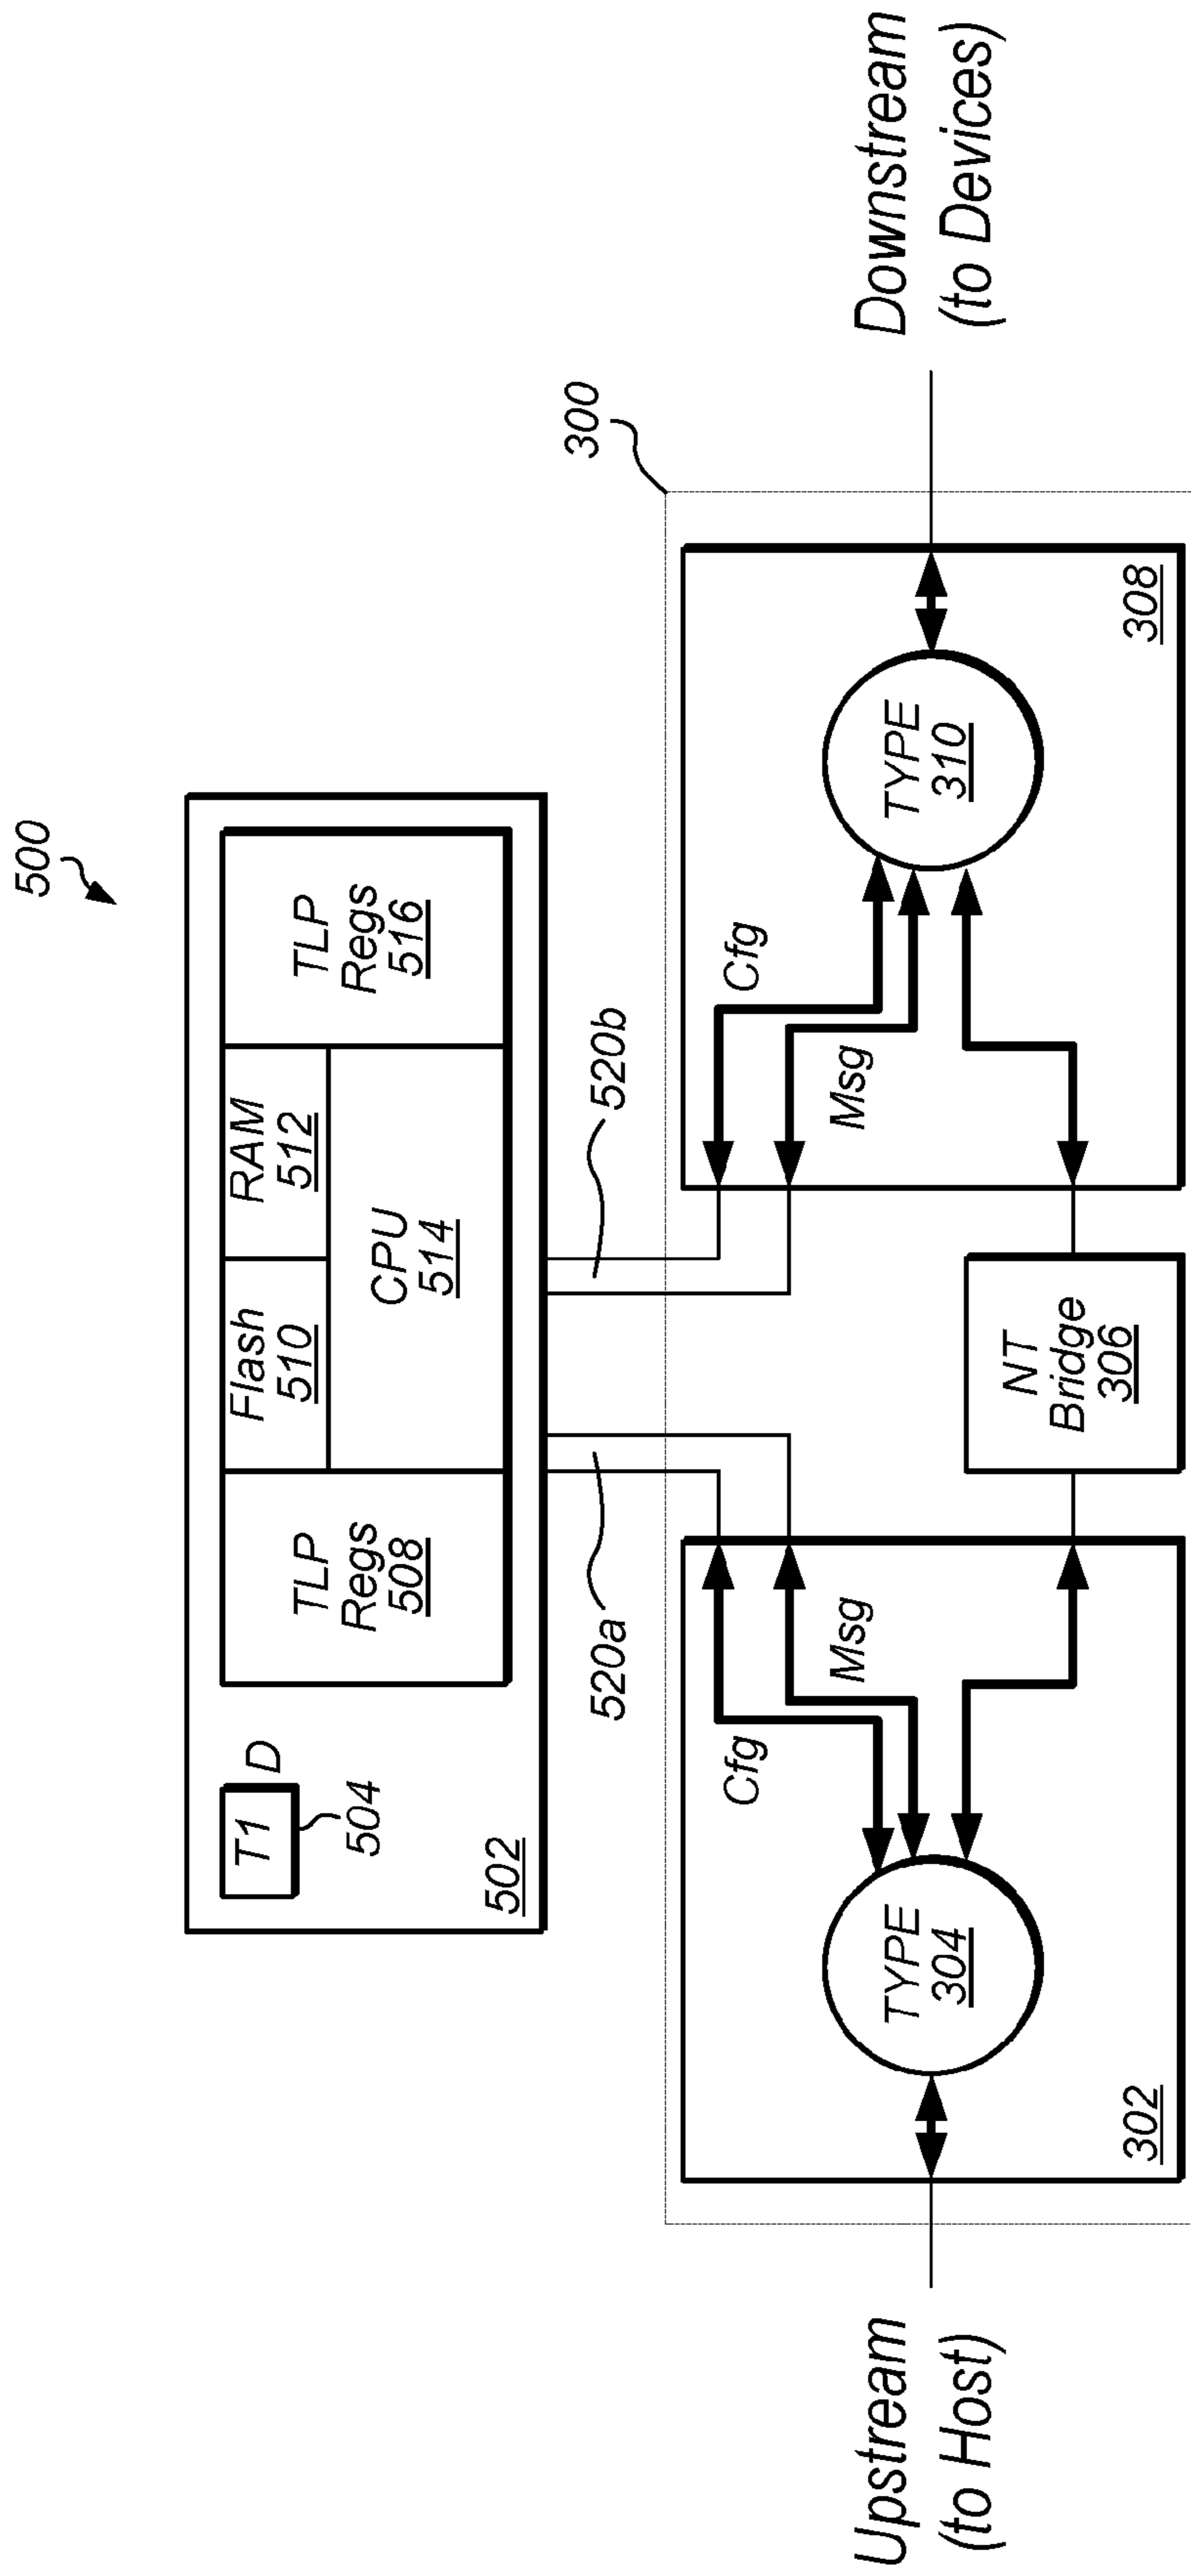 500
T1
D
504
502
TLP
Regs
508
Flash
510
RAM
512
CPU
514
TLP
Regs
516
520a
520b
300
Upstream
(to Host)
Cfg
Msg
TYPE
304
302
NT
Bridge
306
Cfg
Msg
TYPE
310
308
Downstream
(to Devices)